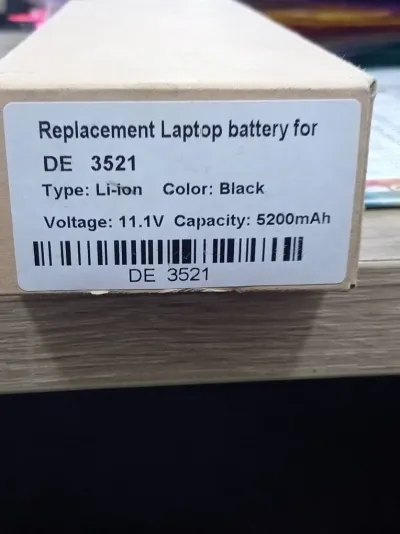 Replacement Laptop battery for
DE 3521
Type: Li-ion Color: Black
Voltage: 11.1V Capacity: 5200mAh
DE 3521